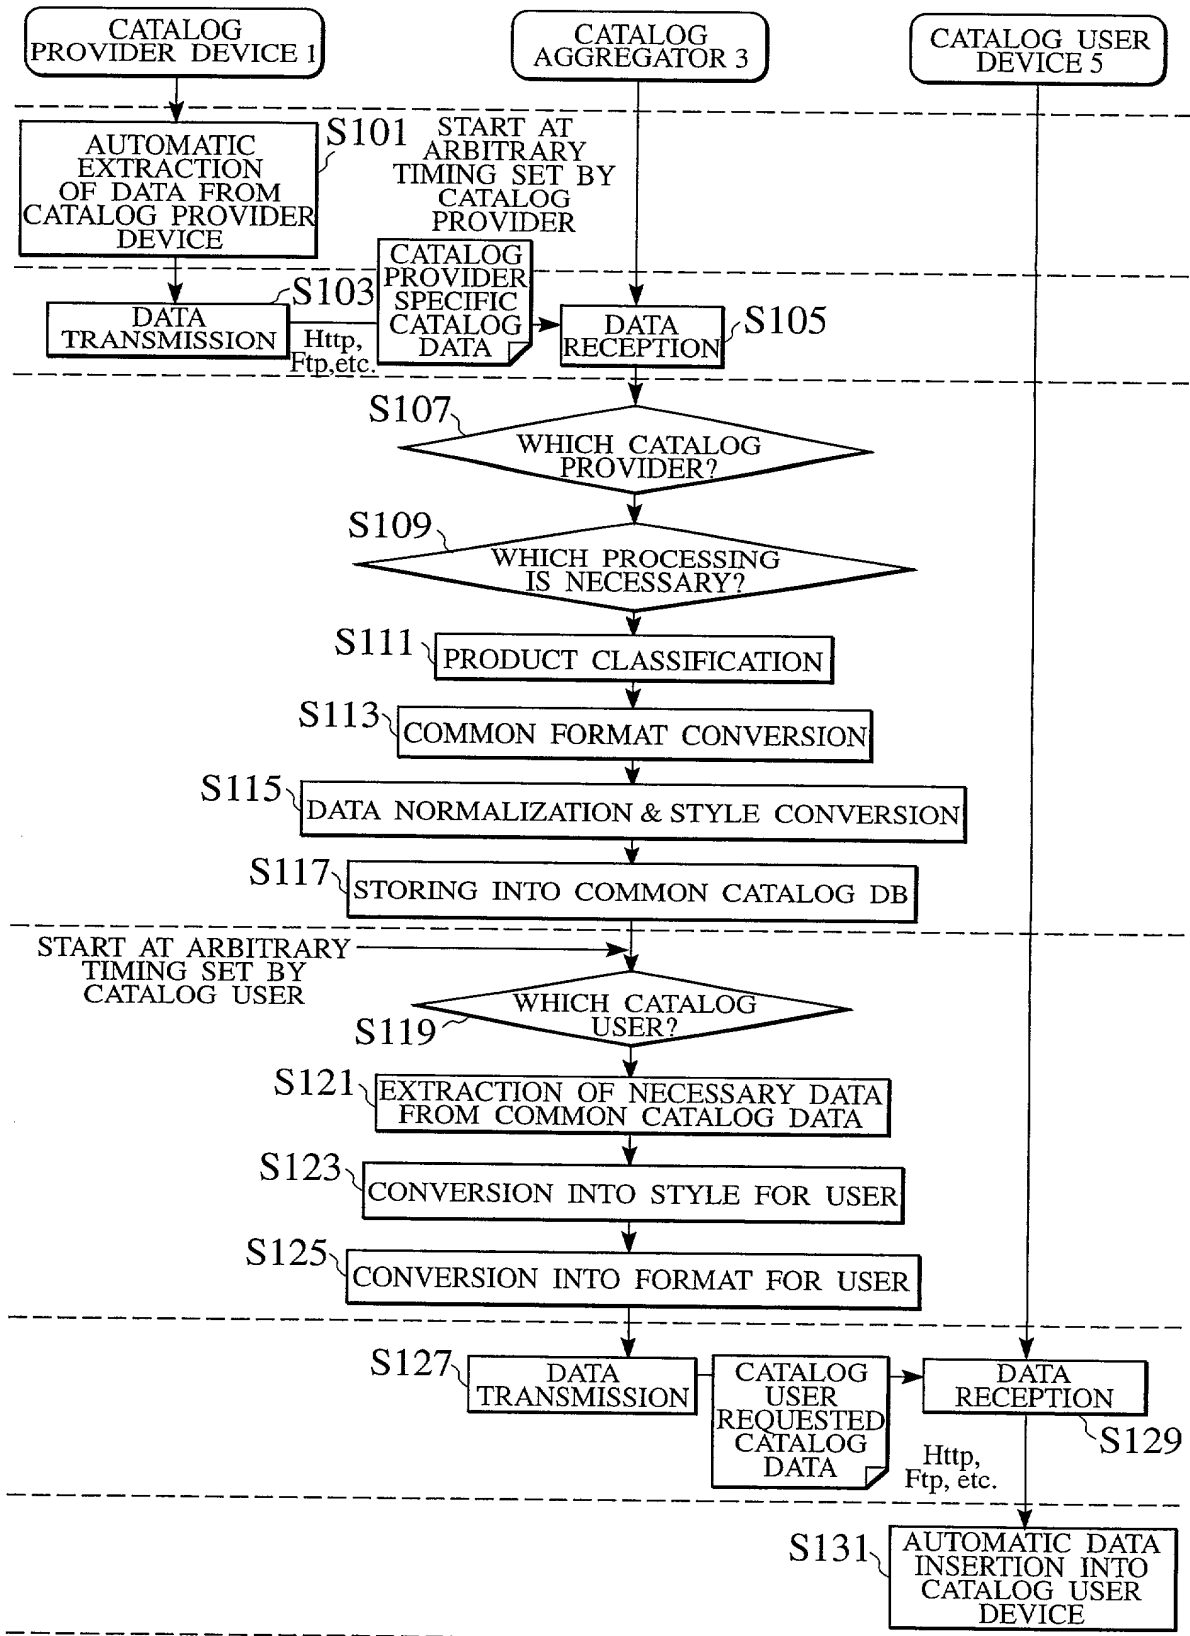 CATALOG
PROVIDER DEVICE 1
CATALOG
AGGREGATOR 3
CATALOG USER
DEVICE 5
AUTOMATIC
EXTRACTION
OF DATA FROM
CATALOG PROVIDER
DEVICE
S101
START AT
ARBITRARY
TIMING SET BY
CATALOG
PROVIDER
S103
DATA
TRANSMISSION
Http,
Ftp,etc.
CATALOG
PROVIDER
SPECIFIC
CATALOG
DATA
DATA
RECEPTION
S105
S107
WHICH CATALOG
PROVIDER?
S109
WHICH PROCESSING
IS NECESSARY?
S111
PRODUCT CLASSIFICATION
S113
COMMON FORMAT CONVERSION
S115
DATA NORMALIZATION & STYLE CONVERSION
S117
STORING INTO COMMON CATALOG DB
START AT ARBITRARY
TIMING SET BY
CATALOG USER
WHICH CATALOG
USER?
S119
S121
EXTRACTION OF NECESSARY DATA
FROM COMMON CATALOG DATA
S123
CONVERSION INTO STYLE FOR USER
S125
CONVERSION INTO FORMAT FOR USER
S127
DATA
TRANSMISSION
CATALOG
USER
REQUESTED
CATALOG
DATA
DATA
RECEPTION
S129
Http,
Ftp, etc.
S131
AUTOMATIC DATA
INSERTION INTO
CATALOG USER
DEVICE